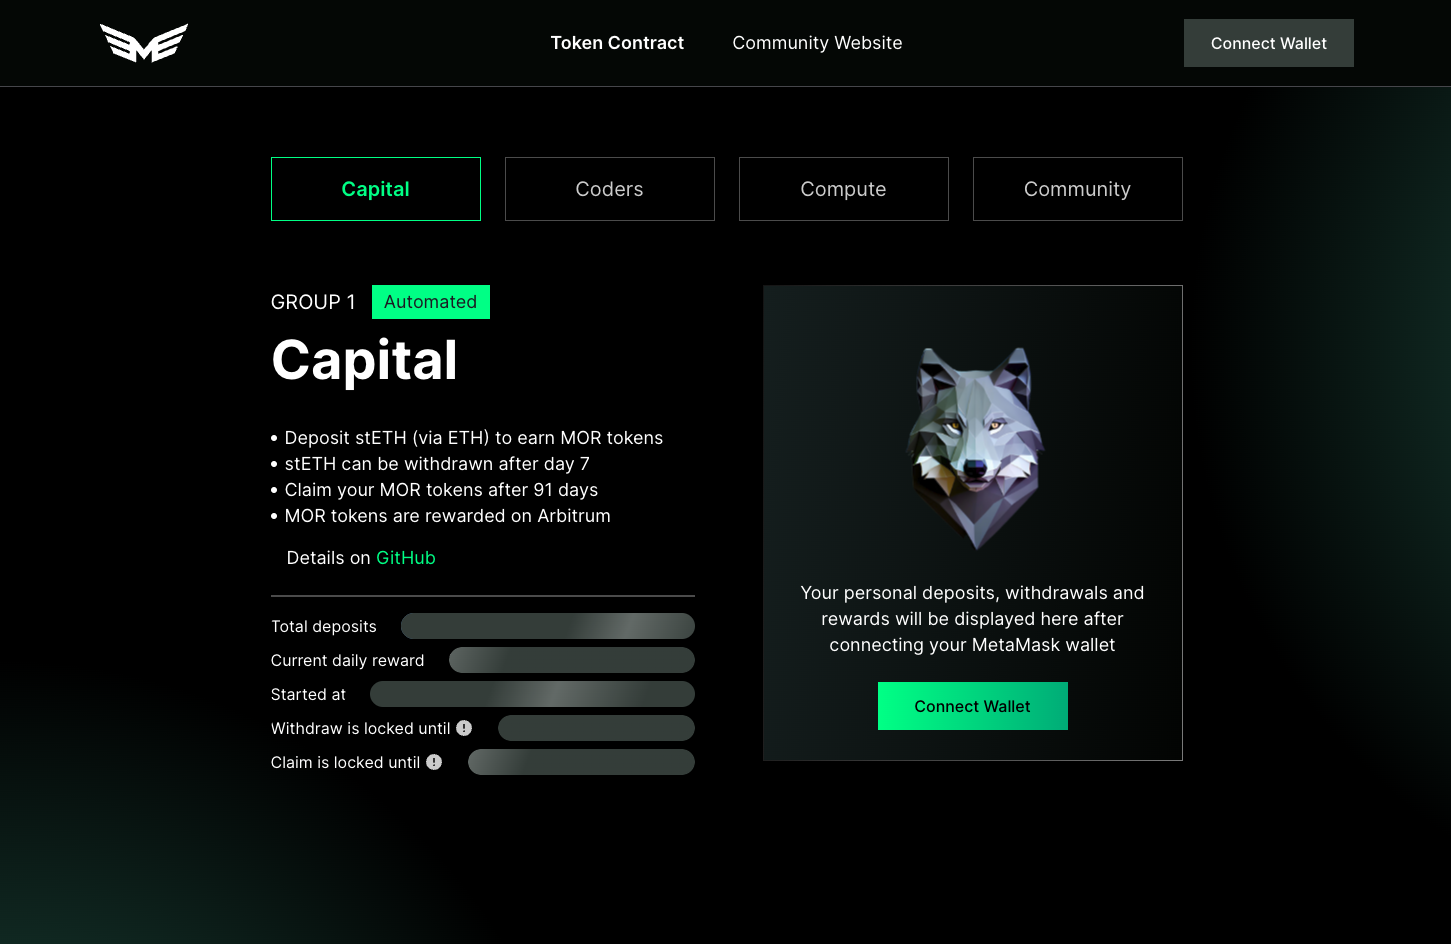 Token Contract
Community Website
Connect Wallet
Capital
Coders
Compute
Community
GROUP 1
Automated
Capital
• Deposit stETH (via ETH) to earn MOR tokens
• stETH can be withdrawn after day 7
• Claim your MOR tokens after 91 days
• MOR tokens are rewarded on Arbitrum
Details on GitHub
Total deposits
Current daily reward
Started at
Withdraw is locked until
Claim is locked until
Your personal deposits, withdrawals and
rewards will be displayed here after
connecting your MetaMask wallet
Connect Wallet